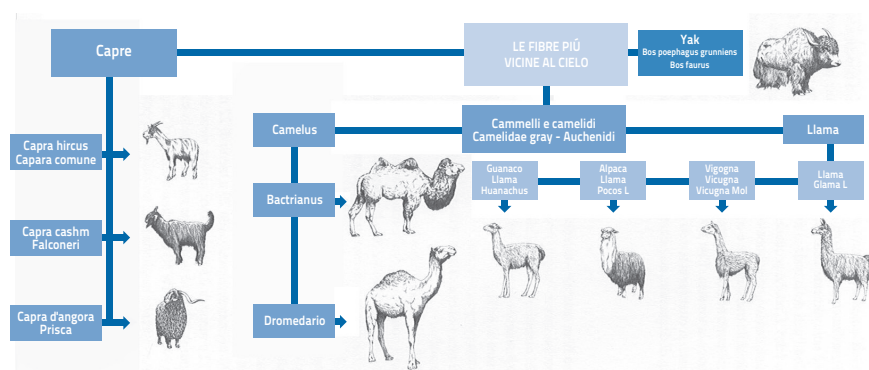 Capre
LE FIBRE PIÚ
VICINE AL CIELO
Yak
Bos poephagus grunniens
Bos faurus
Camelus
Cammelli e camelidi
Camelidae gray - Auchenidi
Llama
Capra hircus
Capara comune
Bactrianus
Guanaco
Llama
Huanachus
Alpaca
Llama
Pocos L
Vigogna
Vicugna
Vicugna Mol
Llama
Glama L
Capra cashm
Falconeri
Capra d'angora
Prisca
Dromedario